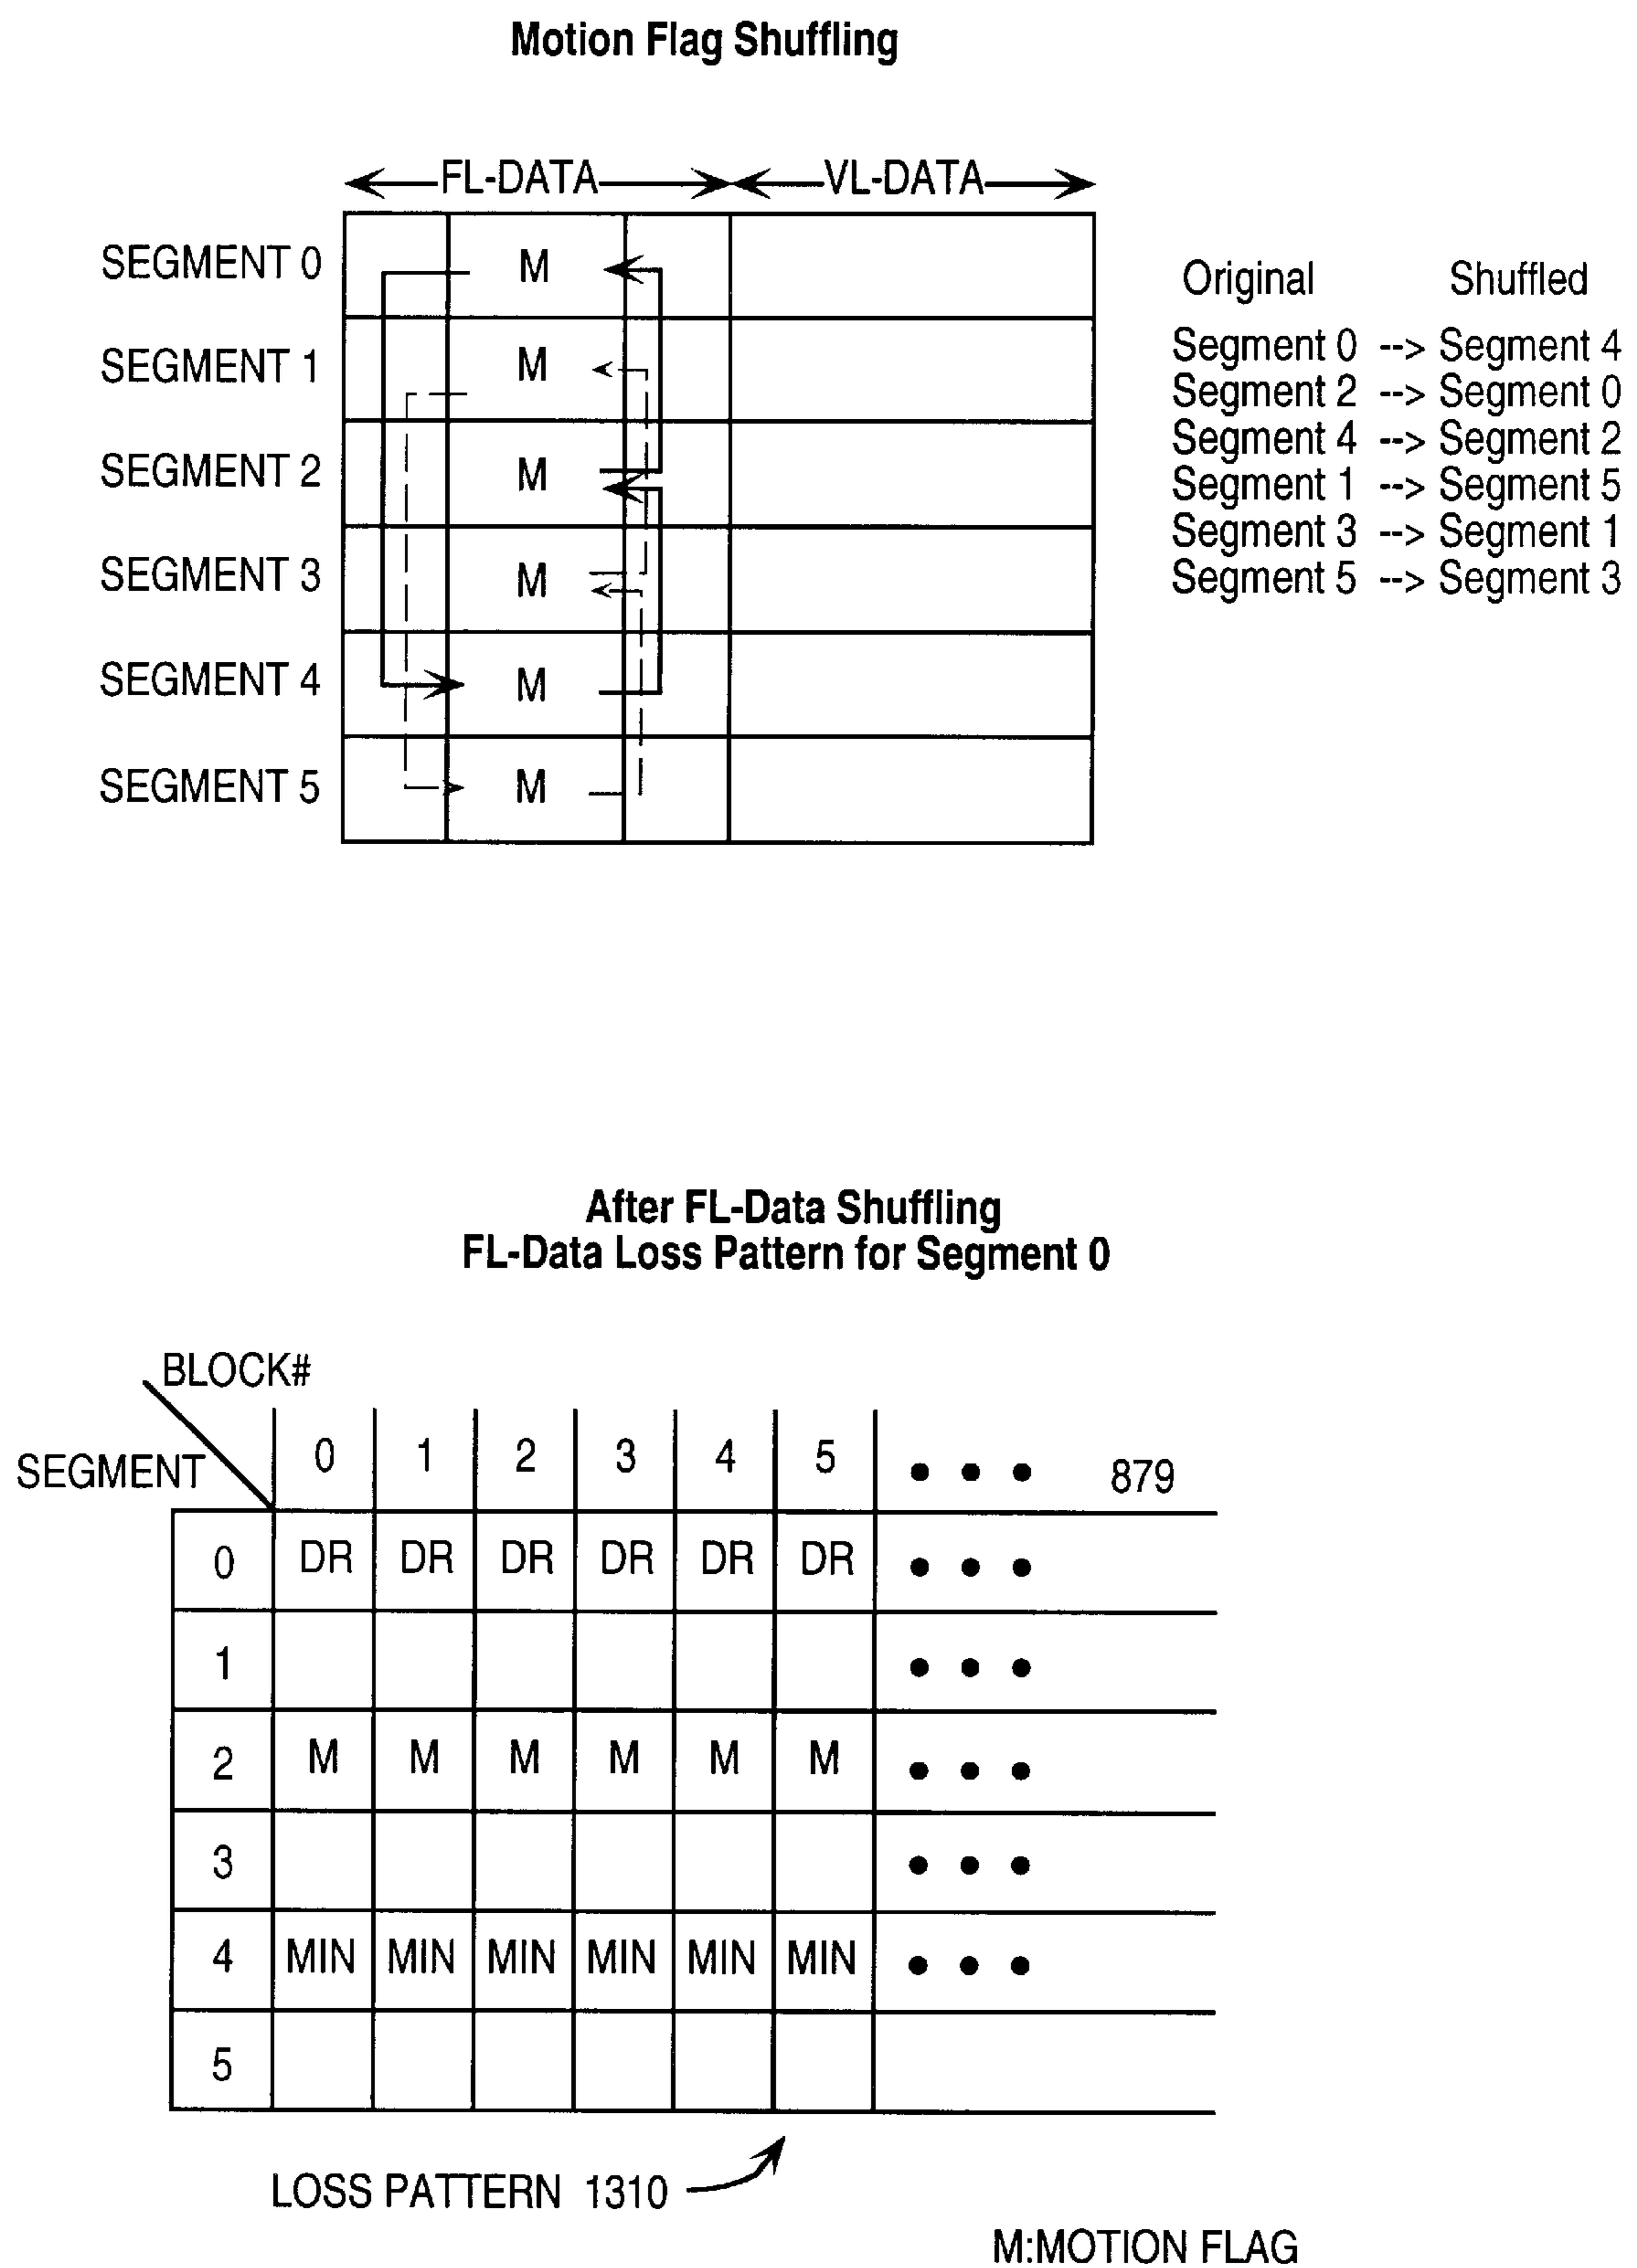 Motion Flag Shuffling
FL-DATA VL-DATA
SEGMENT 0 M
SEGMENT 1 M
SEGMENT 2 M
SEGMENT 3 M
SEGMENT 4 M
SEGMENT 5 M
Original Shuffled
Segment 0 --> Segment 4
Segment 2 --> Segment 0
Segment 4 --> Segment 2
Segment 1 --> Segment 5
Segment 3 --> Segment 1
Segment 5 --> Segment 3
After FL-Data Shuffling
FL-Data Loss Pattern for Segment 0
BLOCK#
SEGMENT 0 1 2 3 4 5 • • • 879
0 DR DR DR DR DR DR • • •
1 • • •
2 M M M M M M • • •
3 • • •
4 MIN MIN MIN MIN MIN MIN • • •
5
LOSS PATTERN 1310
M:MOTION FLAG